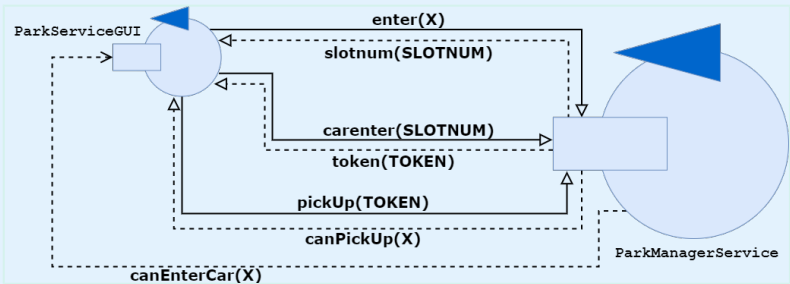 enter(X)
ParkServiceGUI
slotnum(SLOTNUM)
carenter(SLOTNUM)
token(TOKEN)
pickUp(TOKEN)
canPickUp(X)
ParkManagerService
canEnterCar(X)